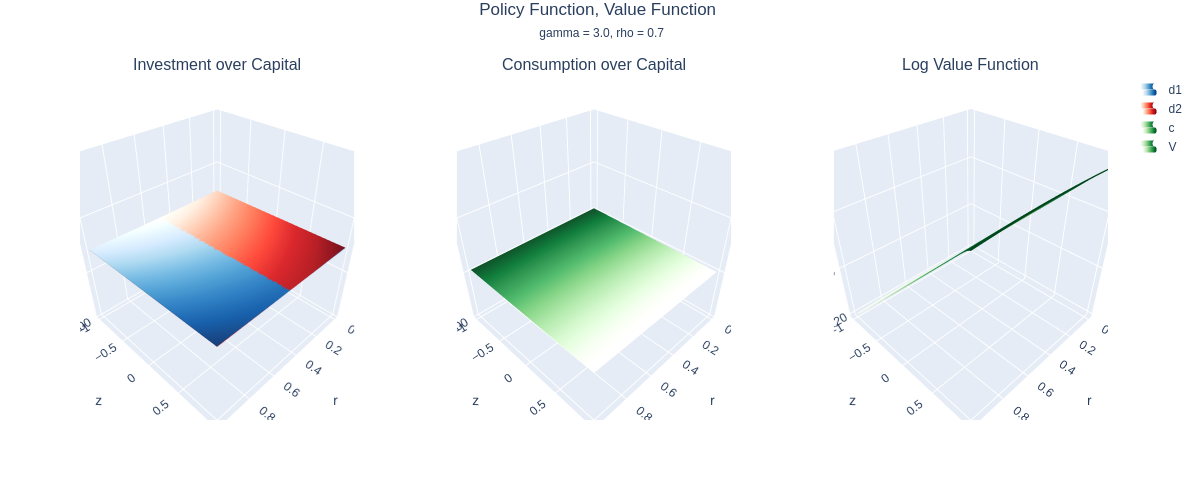 Policy Function, Value Function
gamma = 3.0, rho = 0.7
Investment over Capital
Consumption over Capital
Log Value Function
d1
d2
c
V
−0.5
0
0.5
z
0
0.2
0.4
0.6
0.8
r
−0.5
0
0.5
z
0
0.2
0.4
0.6
0.8
r
20
−1
−0.5
0
0.5
z
0
0.2
0.4
0.6
0.8
r